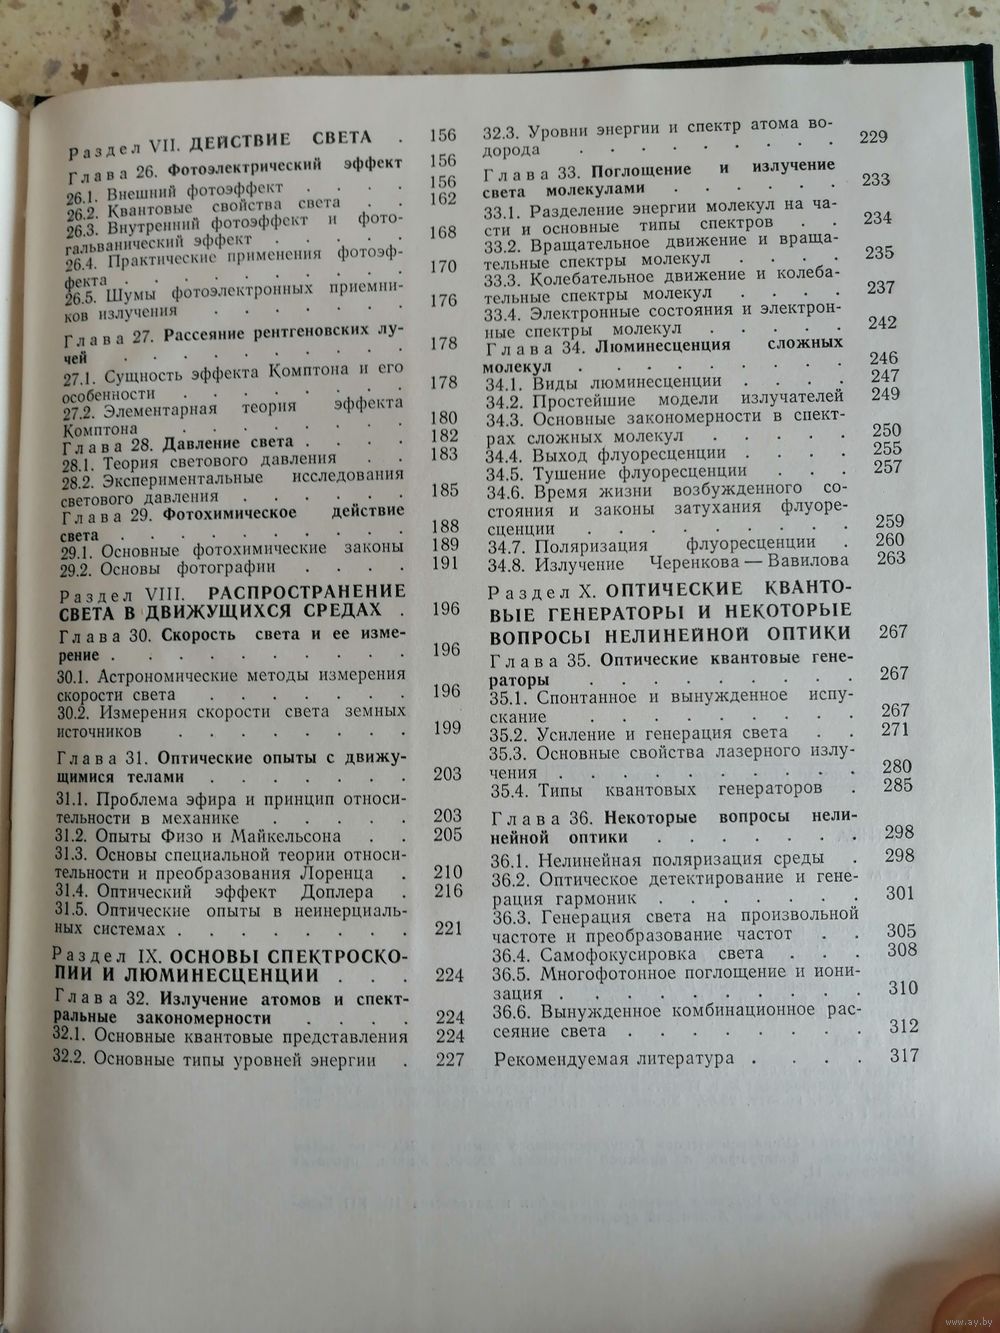 Раздел VII. ДЕЙСТВИЕ СВЕТА . 156
Глава 26. Фотоэлектрический эффект 156
26.1. Внешний фотоэффект . . . . 156
26.2. Квантовые свойства света . . 162
26.3. Внутренний фотоэффект и фото-
гальванический эффект . . . . . 168
26.4. Практические применения фотоэф-
фекта . . . . . . . . . 170
26.5. Шумы фотоэлектронных приемни-
ков излучения . . . . . . 176
Глава 27. Рассеяние рентгеновских лу-
чей . . . . . . . . . 178
27.1. Сущность эффекта Комптона и его
особенности . . . . . . . 178
27.2. Элементарная теория эффекта
Комптона . . . . . . . 180
Глава 28. Давление света . . . . 182
28.1. Теория светового давления . . 183
28.2. Экспериментальные исследования
светового давления . . . . . . 185
Глава 29. Фотохимическое действие
света . . . . . . . . . 188
29.1. Основные фотохимические законы 189
29.2. Основы фотографии . . . . 191
Раздел VIII. РАСПРОСТРАНЕНИЕ
СВЕТА В ДВИЖУЩИХСЯ СРЕДАХ . 196
Глава 30. Скорость света и ее изме-
рение . . . . . . . . . 196
30.1. Астрономические методы измерения
скорости света . . . . . . 196
30.2. Измерения скорости света земных
источников . . . . . . . 199
Глава 31. Оптические опыты с движу-
щимися телами . . . . . . 203
31.1. Проблема эфира и принцип относи-
тельности в механике . . . . . 203
31.2. Опыты Физо и Майкельсона . . 205
31.3. Основы специальной теории относи-
тельности и преобразования Лоренца . 210
31.4. Оптический эффект Доплера . 216
31.5. Оптические опыты в неинерциаль-
ных системах . . . . . . . 221
Раздел IX. ОСНОВЫ СПЕКТРОСКО-
ПИИ И ЛЮМИНЕСЦЕНЦИИ . . . 224
Глава 32. Излучение атомов и спект-
ральные закономерности . . . . 224
32.1. Основные квантовые представления 224
32.2. Основные типы уровней энергии . 227
32.3. Уровни энергии и спектр атома во-
дорода . . . . . . . . 229
Глава 33. Поглощение и излучение
света молекулами . . . . . . 233
33.1. Разделение энергии молекул на ча-
сти и основные типы спектров . . 234
33.2. Вращательное движение и враща-
тельные спектры молекул . . . . 235
33.3. Колебательное движение и колеба-
тельные спектры молекул . . . . 237
33.4. Электронные состояния и электрон-
ные спектры молекул . . . . . 242
Глава 34. Люминесценция сложных
молекул . . . . . . . . 246
34.1. Виды люминесценции . . . . 247
34.2. Простейшие модели излучателей 249
34.3. Основные закономерности в спект-
рах сложных молекул . . . . . 250
34.4. Выход флуоресценции . . . . 255
34.5. Тушение флуоресценции . . . 257
34.6. Время жизни возбужденного со-
стояния и законы затухания флуоре-
сценции . . . . . . . . 259
34.7. Поляризация флуоресценции . 260
34.8. Излучение Черенкова — Вавилова 263
Раздел X. ОПТИЧЕСКИЕ КВАНТО-
ВЫЕ ГЕНЕРАТОРЫ И НЕКОТОРЫЕ
ВОПРОСЫ НЕЛИНЕЙНОЙ ОПТИКИ 267
Глава 35. Оптические квантовые гене-
раторы . . . . . . . . 267
35.1. Спонтанное и вынужденное испу-
скание . . . . . . . . 267
35.2. Усиление и генерация света . . 271
35.3. Основные свойства лазерного излу-
чения . . . . . . . . . 280
35.4. Типы квантовых генераторов . 285
Глава 36. Некоторые вопросы нели-
нейной оптики . . . . . . 298
36.1. Нелинейная поляризация среды . 298
36.2. Оптическое детектирование и гене-
рация гармоник . . . . . . 301
36.3. Генерация света на произвольной
частоте и преобразование частот . . 305
36.4. Самофокусировка света . . . 308
36.5. Многофотонное поглощение и иони-
зация . . . . . . . . . 310
36.6. Вынужденное комбинационное рас-
сеяние света . . . . . . . 312
Рекомендуемая литература . . . . 317
www.ay.by